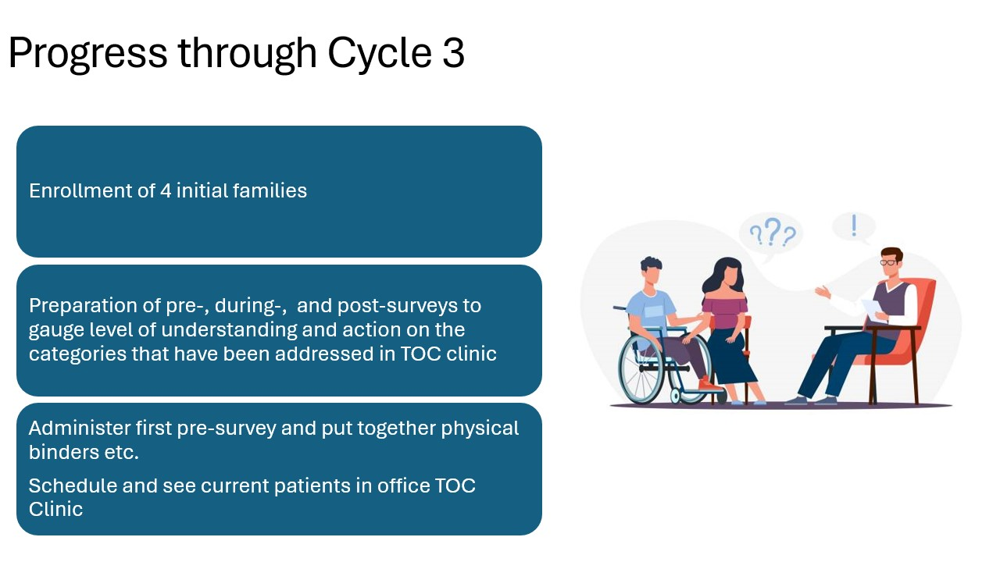 Progress through Cycle 3
Enrollment of 4 initial families
Preparation of pre-, during-,  and post-surveys to
gauge level of understanding and action on the
categories that have been addressed in TOC clinic
???
!
Administer first pre-survey and put together physical
binders etc.
Schedule and see current patients in office TOC
Clinic